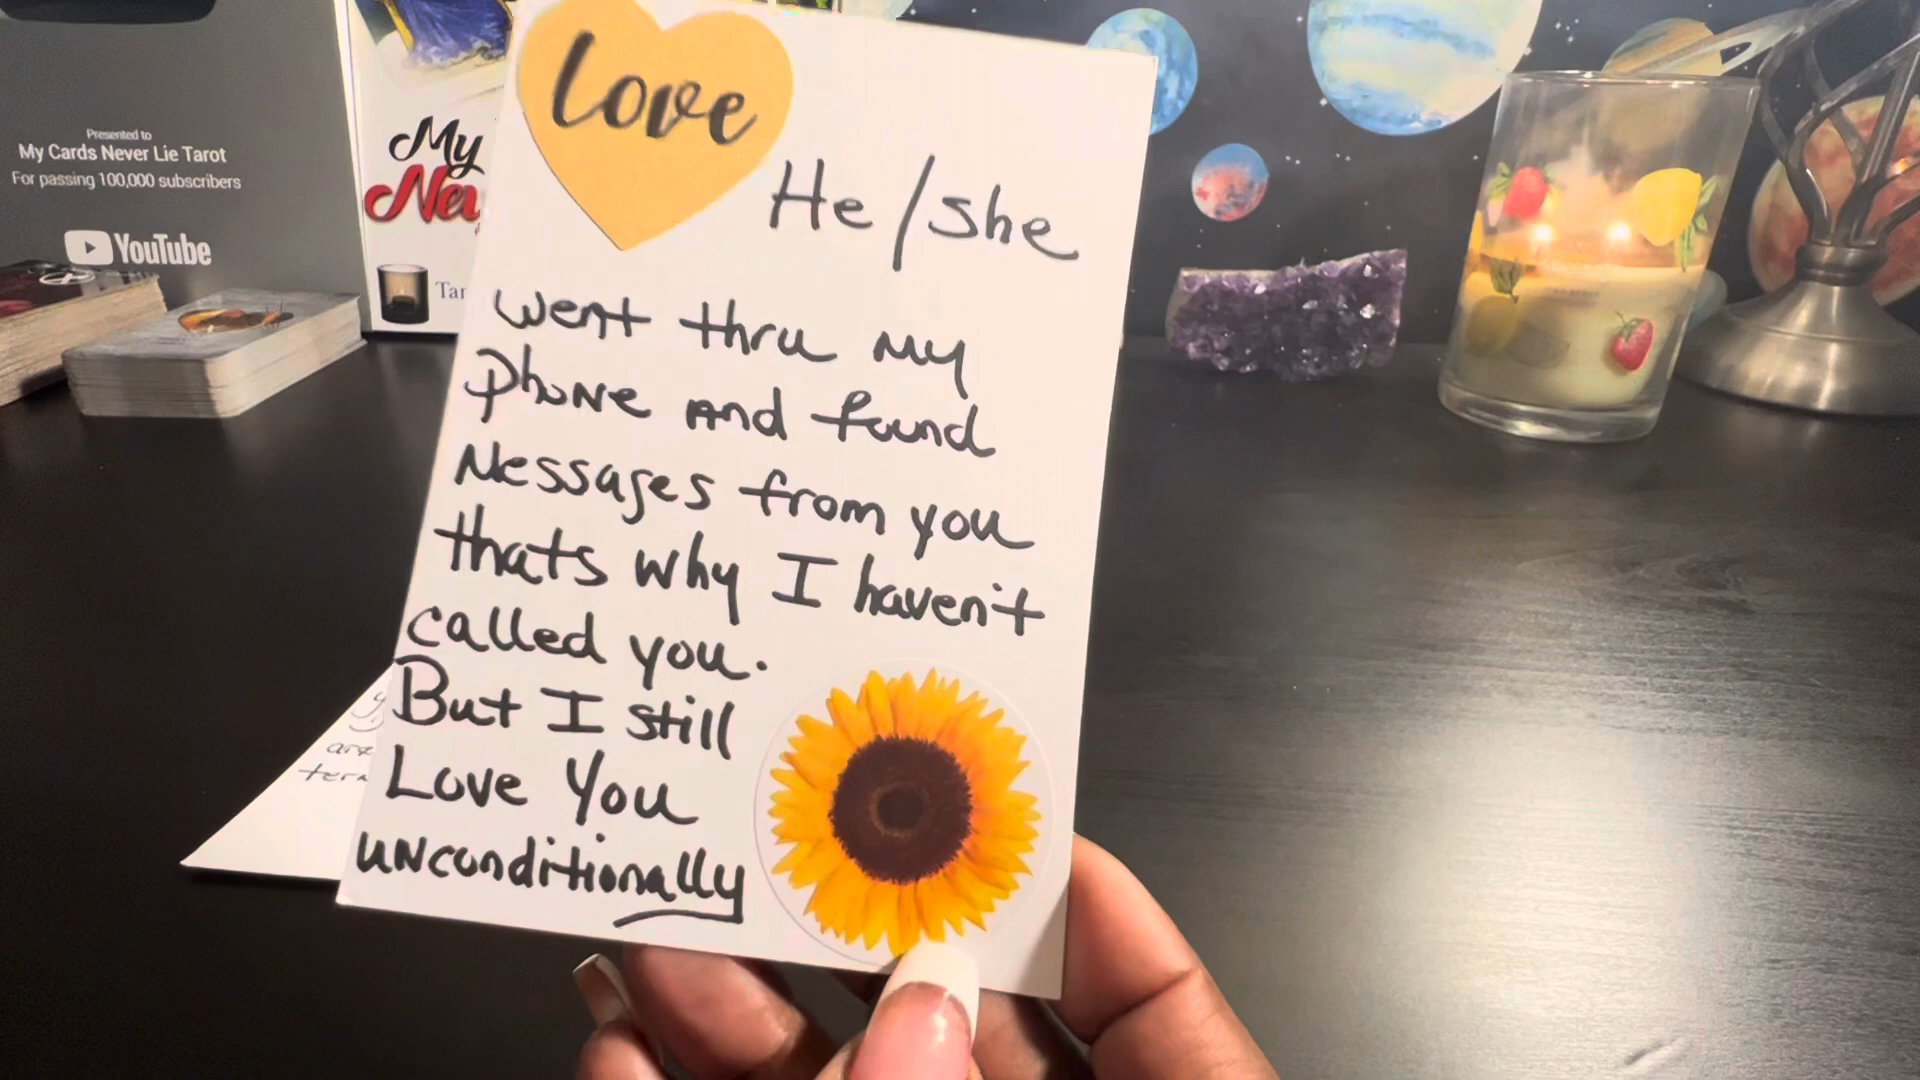 Presented to
My Cards Never Lie Tarot
For passing 100,000 subscribers
YouTube
My
Tar
Love
He/she
went thru my
phone and found
Messages from you
thats why I haven't
called you.
But I still
Love You
unconditionally